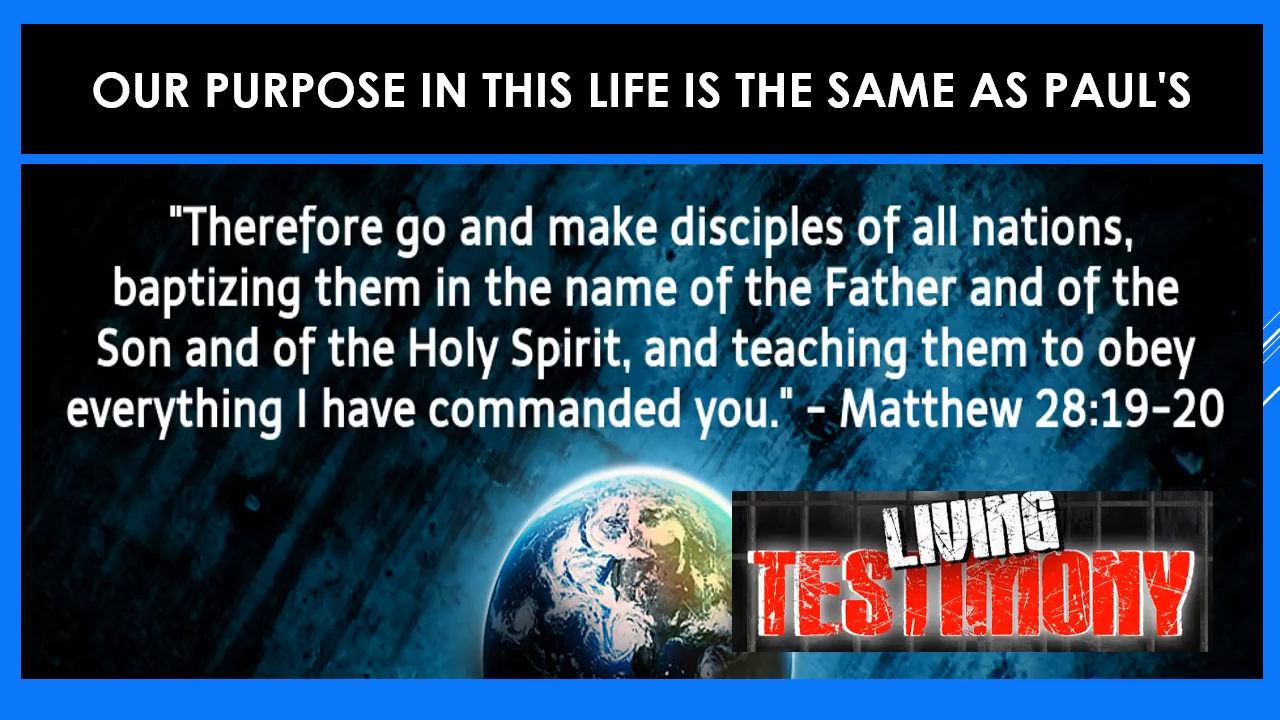 OUR PURPOSE IN THIS LIFE IS THE SAME AS PAUL'S
"Therefore go and make disciples of all nations,
baptizing them in the name of the Father and of the
Son and of the Holy Spirit, and teaching them to obey
everything I have commanded you." - Matthew 28:19-20
LIVING
TESTIMONY